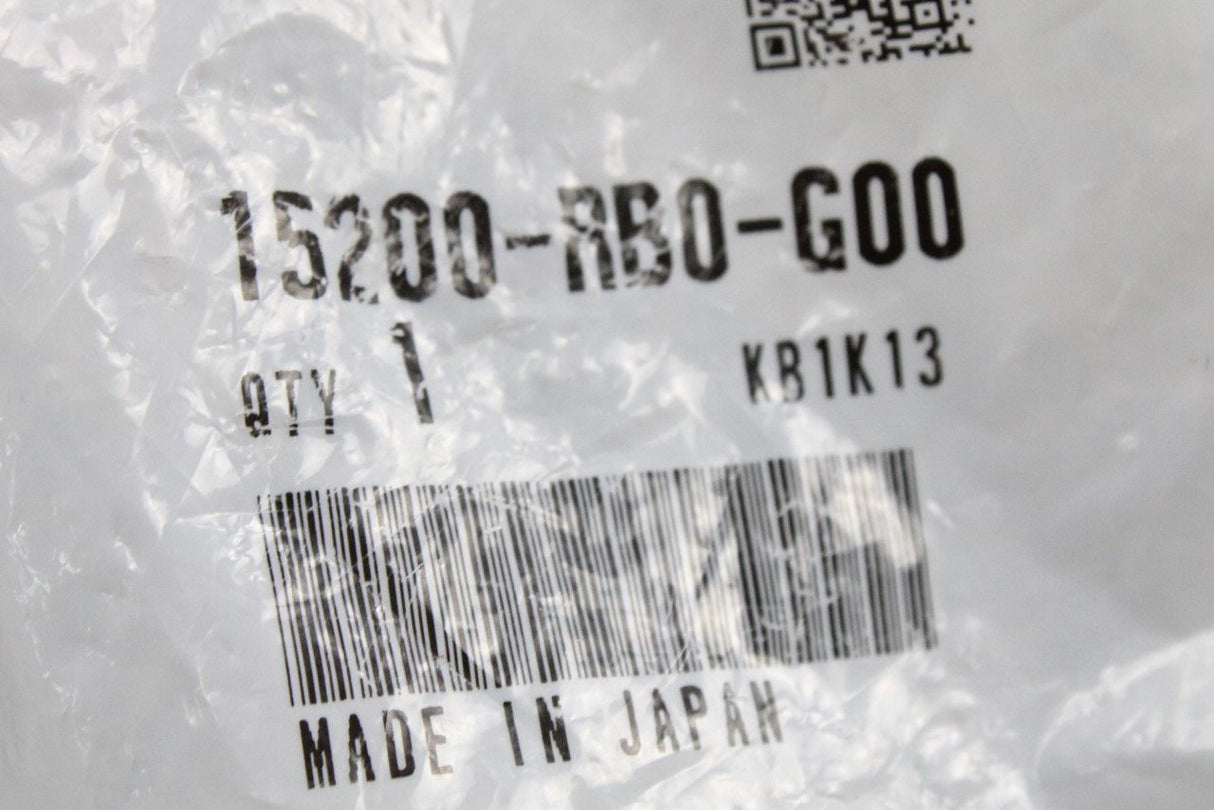 15200-RB0-G00
QTY 1 KB1K13
MADE IN JAPAN